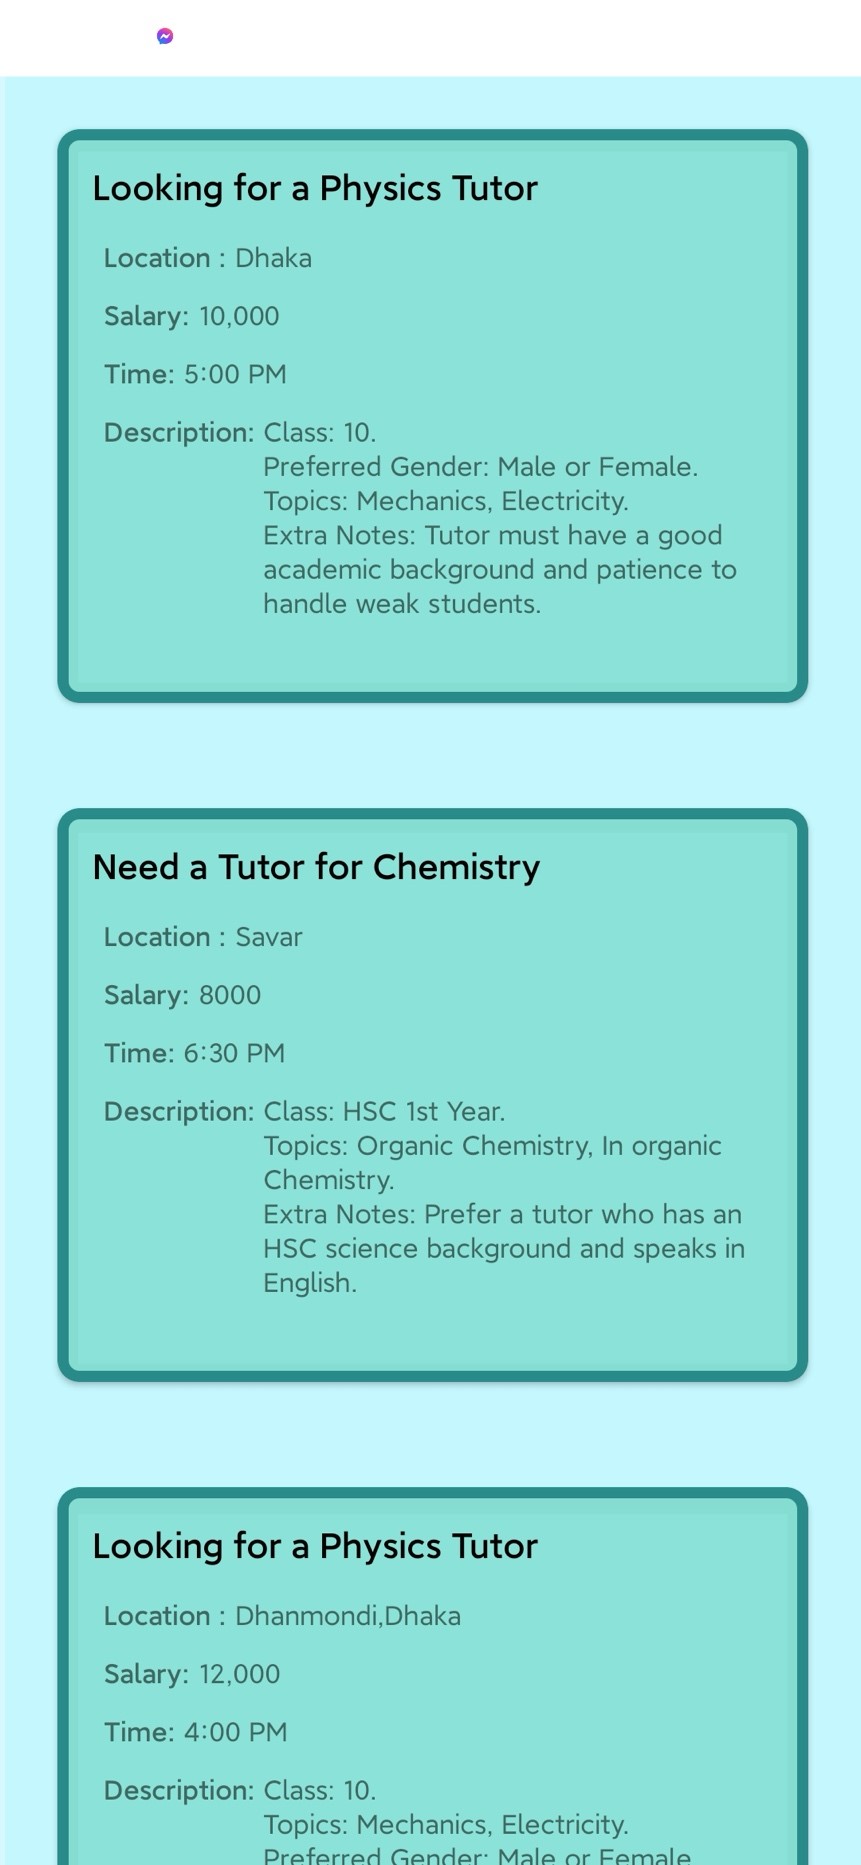 Looking for a Physics Tutor
Location : Dhaka
Salary: 10,000
Time: 5:00 PM
Description: Class: 10.
Preferred Gender: Male or Female.
Topics: Mechanics, Electricity.
Extra Notes: Tutor must have a good
academic background and patience to
handle weak students.
Need a Tutor for Chemistry
Location : Savar
Salary: 8000
Time: 6:30 PM
Description: Class: HSC 1st Year.
Topics: Organic Chemistry, In organic
Chemistry.
Extra Notes: Prefer a tutor who has an
HSC science background and speaks in
English.
Looking for a Physics Tutor
Location : Dhanmondi,Dhaka
Salary: 12,000
Time: 4:00 PM
Description: Class: 10.
Topics: Mechanics, Electricity.
Preferred Gender: Male or Female